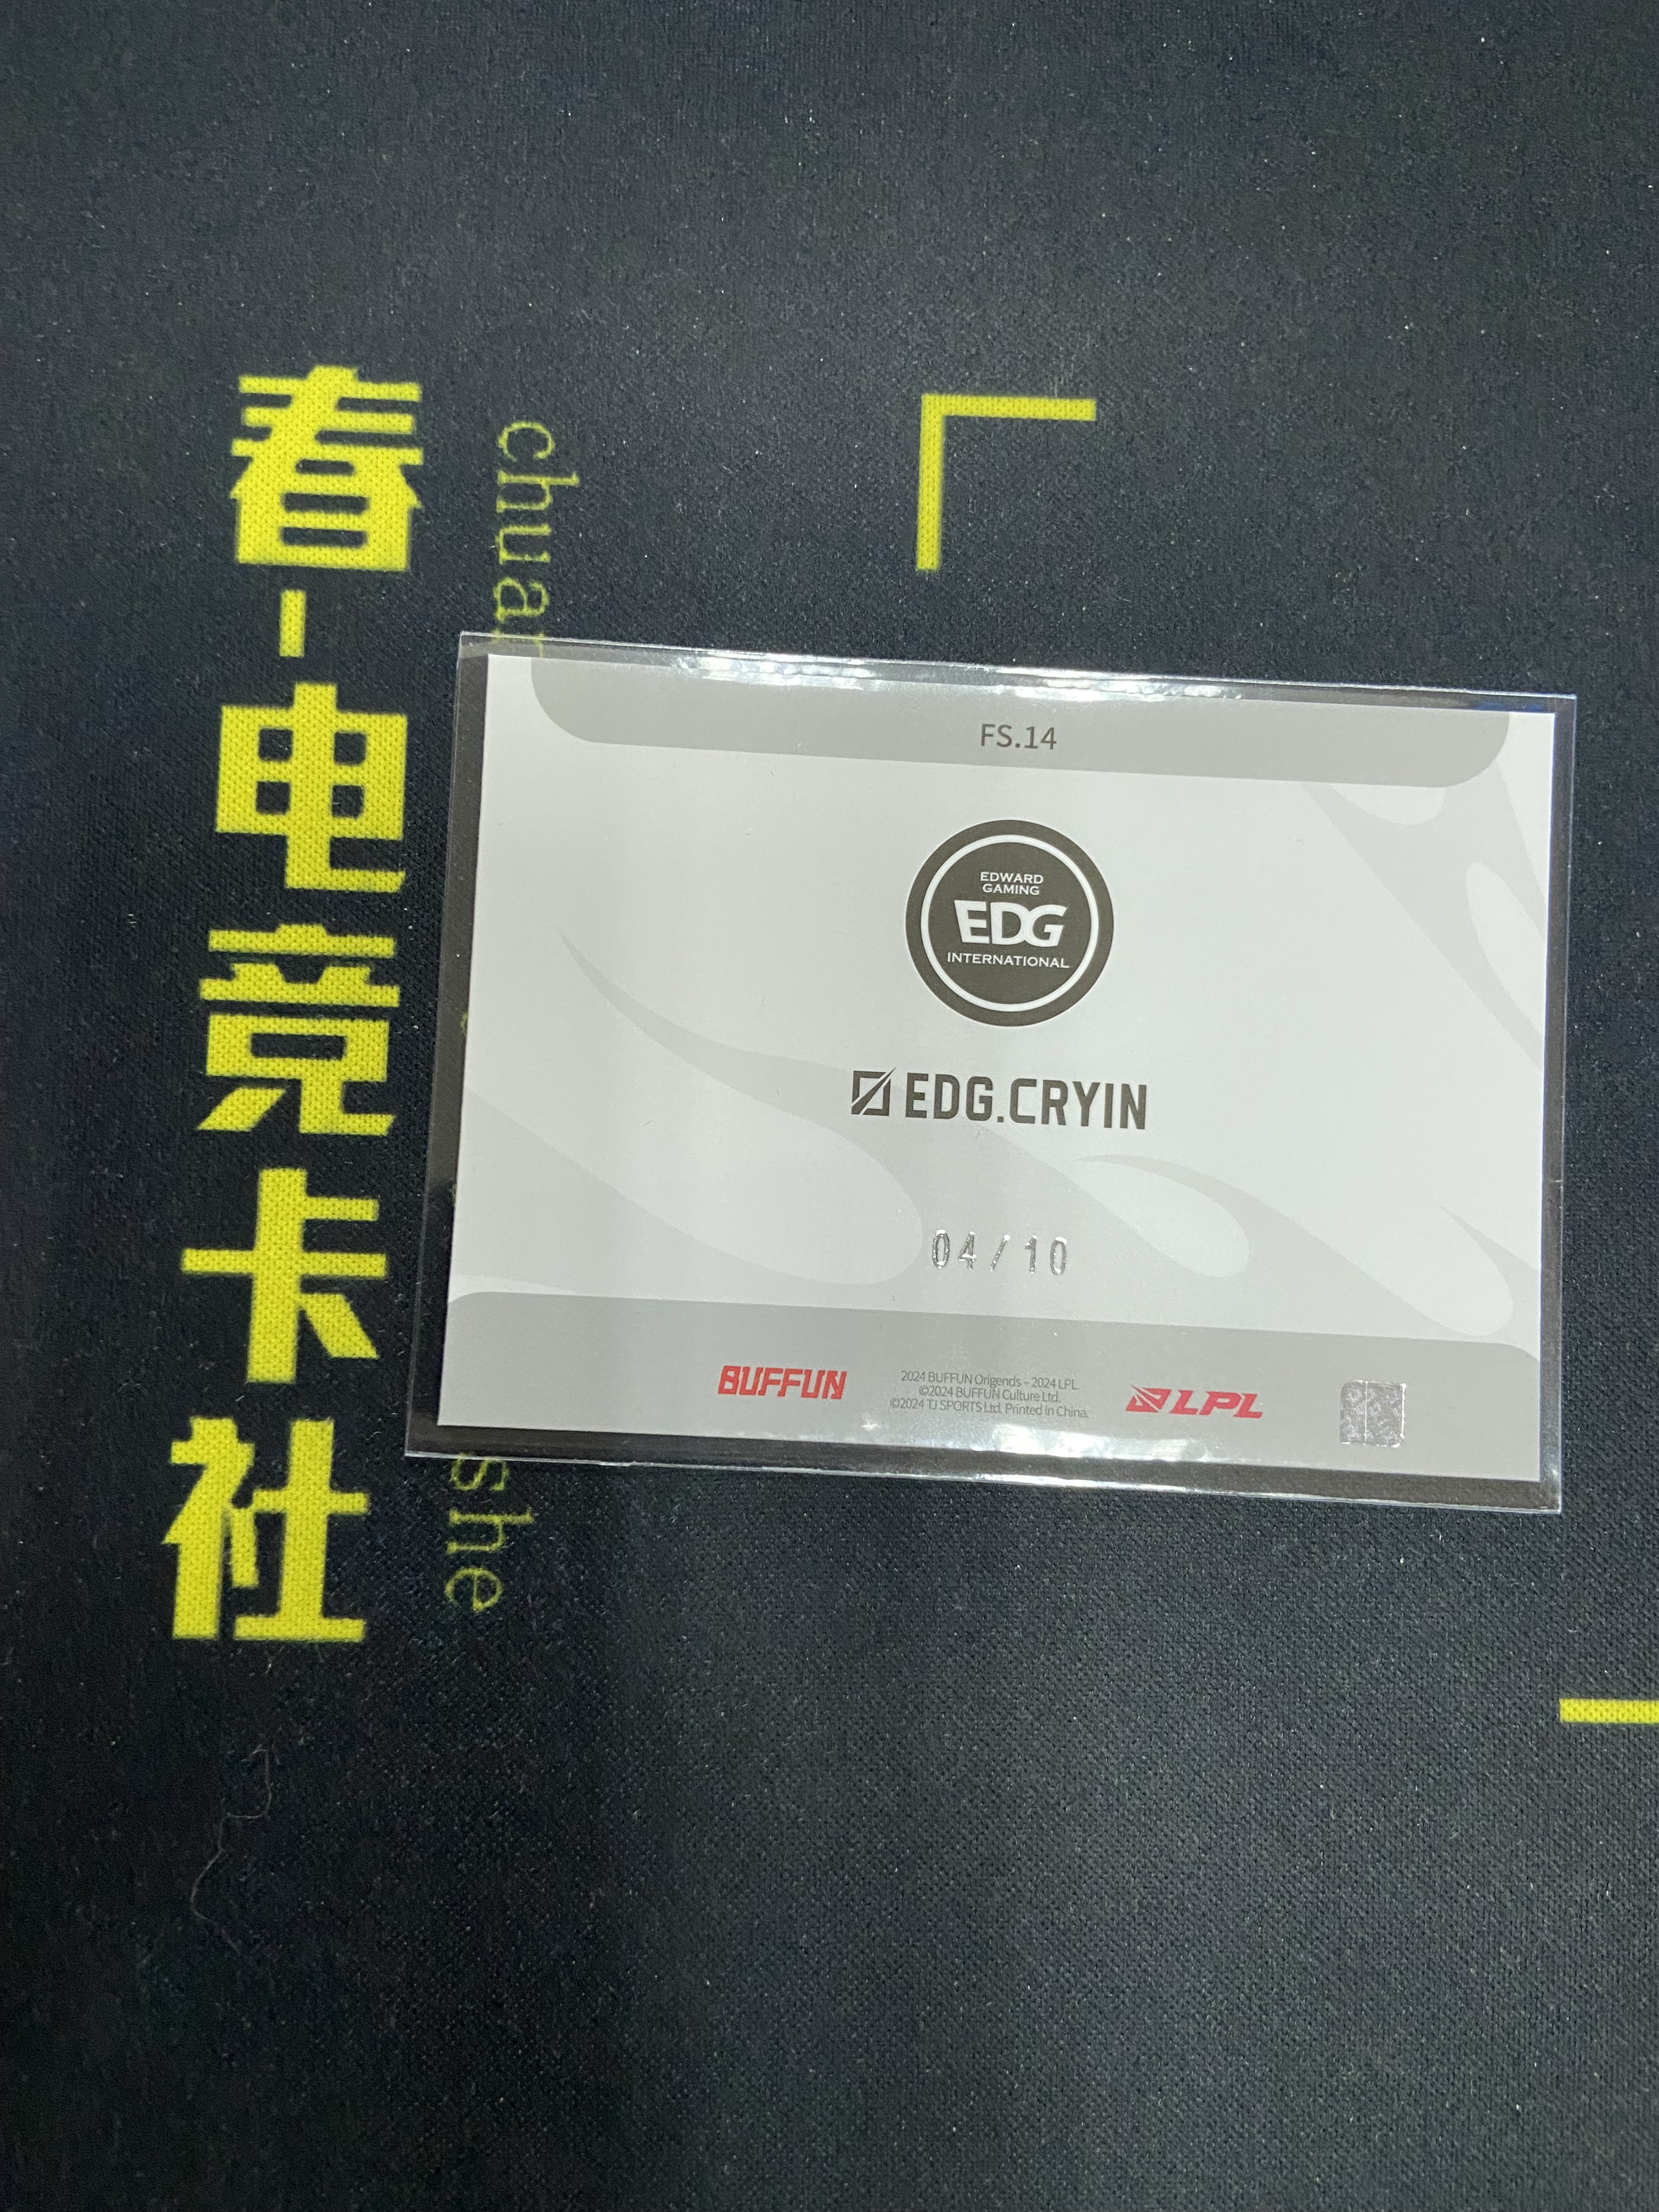 春-电竞卡社
chua
she
FS.14
EDWARD
GAMING
EDG
INTERNATIONAL
EDG.CRYIN
04/10
BUFFUN
2024 BUFFUN Origends - 2024 LPL.
©2024 BUFFUN Culture Ltd.
©2024 TJ SPORTS Ltd. Printed in China.
LPL